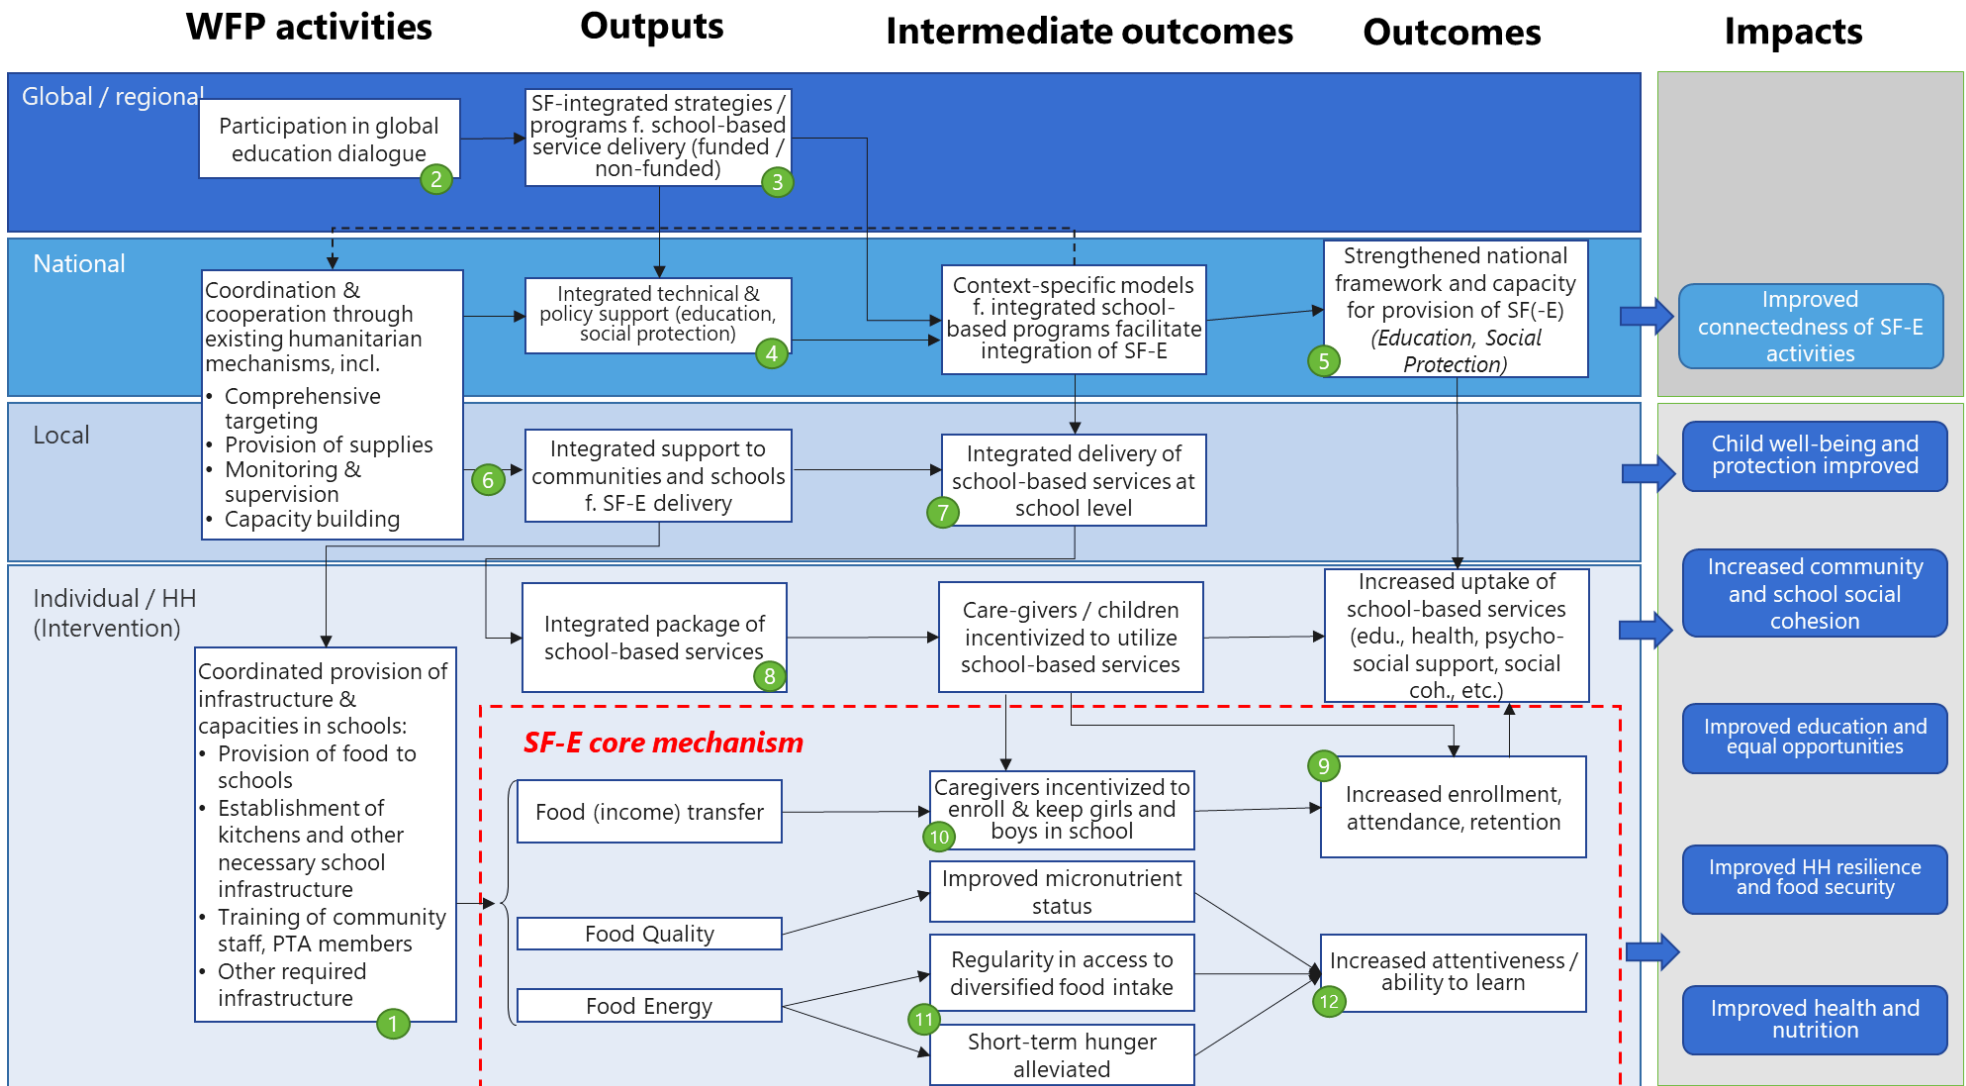 WFP activities
Outputs
Intermediate outcomes
Outcomes
Impacts
Global / regional
Participation in global
education dialogue
2
SF-integrated strategies /
programs f. school-based
service delivery (funded /
non-funded)
3
National
Coordination &
cooperation through
existing humanitarian
mechanisms, incl.
• Comprehensive
targeting
• Provision of supplies
• Monitoring &
supervision
• Capacity building
Integrated technical &
policy support (education,
social protection)
4
Context-specific models
f. integrated school-
based programs facilitate
integration of SF-E
Strengthened national
framework and capacity
for provision of SF(-E)
(Education, Social
Protection)
5
Improved
connectedness of SF-E
activities
Local
6
Integrated support to
communities and schools
f. SF-E delivery
Integrated delivery of
school-based services at
school level
7
Child well-being and
protection improved
Individual / HH
(Intervention)
Coordinated provision of
infrastructure &
capacities in schools:
• Provision of food to
schools
• Establishment of
kitchens and other
necessary school
infrastructure
• Training of community
staff, PTA members
• Other required
infrastructure
1
Integrated package of
school-based services
8
Care-givers / children
incentivized to utilize
school-based services
Increased uptake of
school-based services
(edu., health, psycho-
social support, social
coh., etc.)
Increased community
and school social
cohesion
SF-E core mechanism
Food (income) transfer
Caregivers incentivized to
enroll & keep girls and
boys in school
10
9
Increased enrollment,
attendance, retention
Improved education and
equal opportunities
Food Quality
Improved micronutrient
status
Improved HH resilience
and food security
Food Energy
Regularity in access to
diversified food intake
11
Short-term hunger
alleviated
Increased attentiveness /
ability to learn
12
Improved health and
nutrition